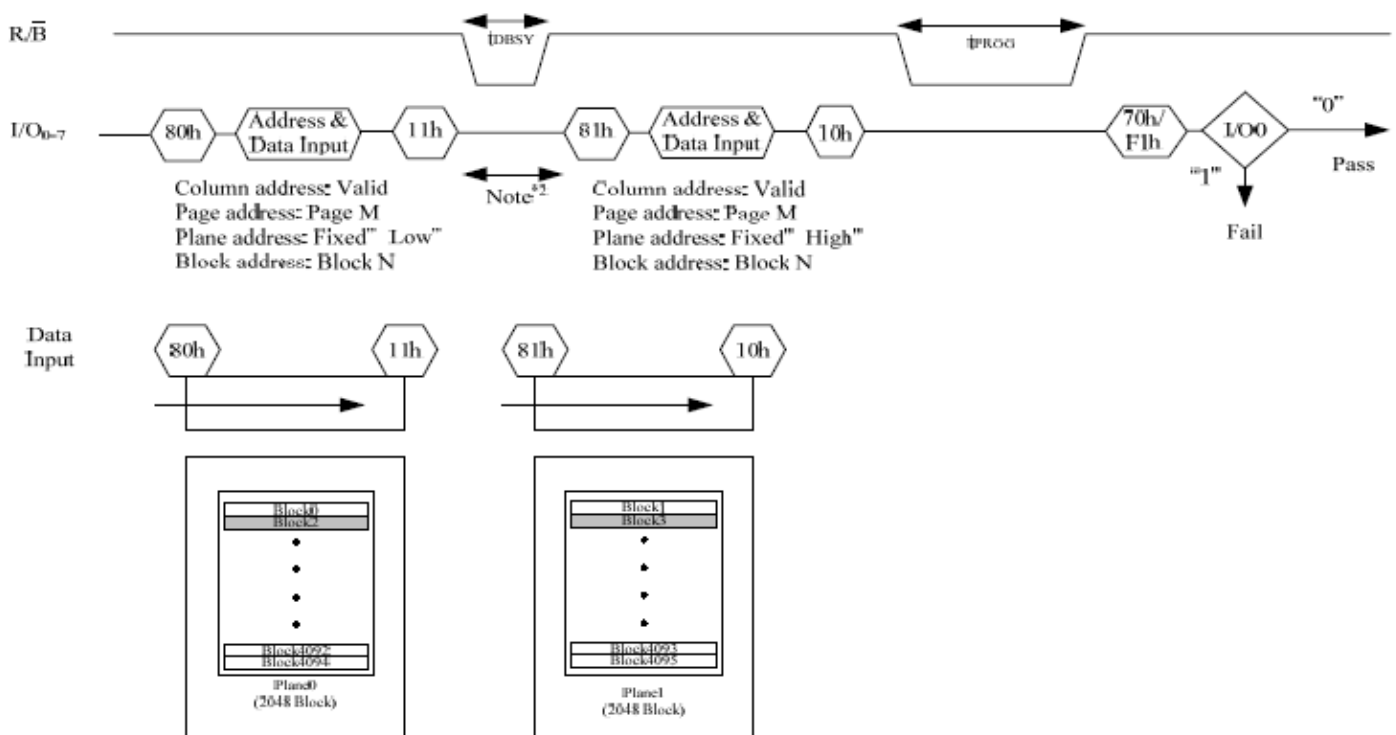 R/B
tDBSY
tPROG
I/O0~7
80h
Address &
Data Input
11h
81h
Address &
Data Input
10h
70h/
F1h
I/O0
"0"
Pass
"1"
Fail
Note*2
Column address: Valid
Page address: Page M
Plane address: Fixed" Low"
Block address: Block N
Column address: Valid
Page address: Page M
Plane address: Fixed" High"
Block address: Block N
Data
Input
80h
11h
81h
10h
Block0
Block2
Block4092
Block4094
Plane0
(2048 Block)
Block1
Block3
Block4093
Block4095
Plane1
(2048 Block)